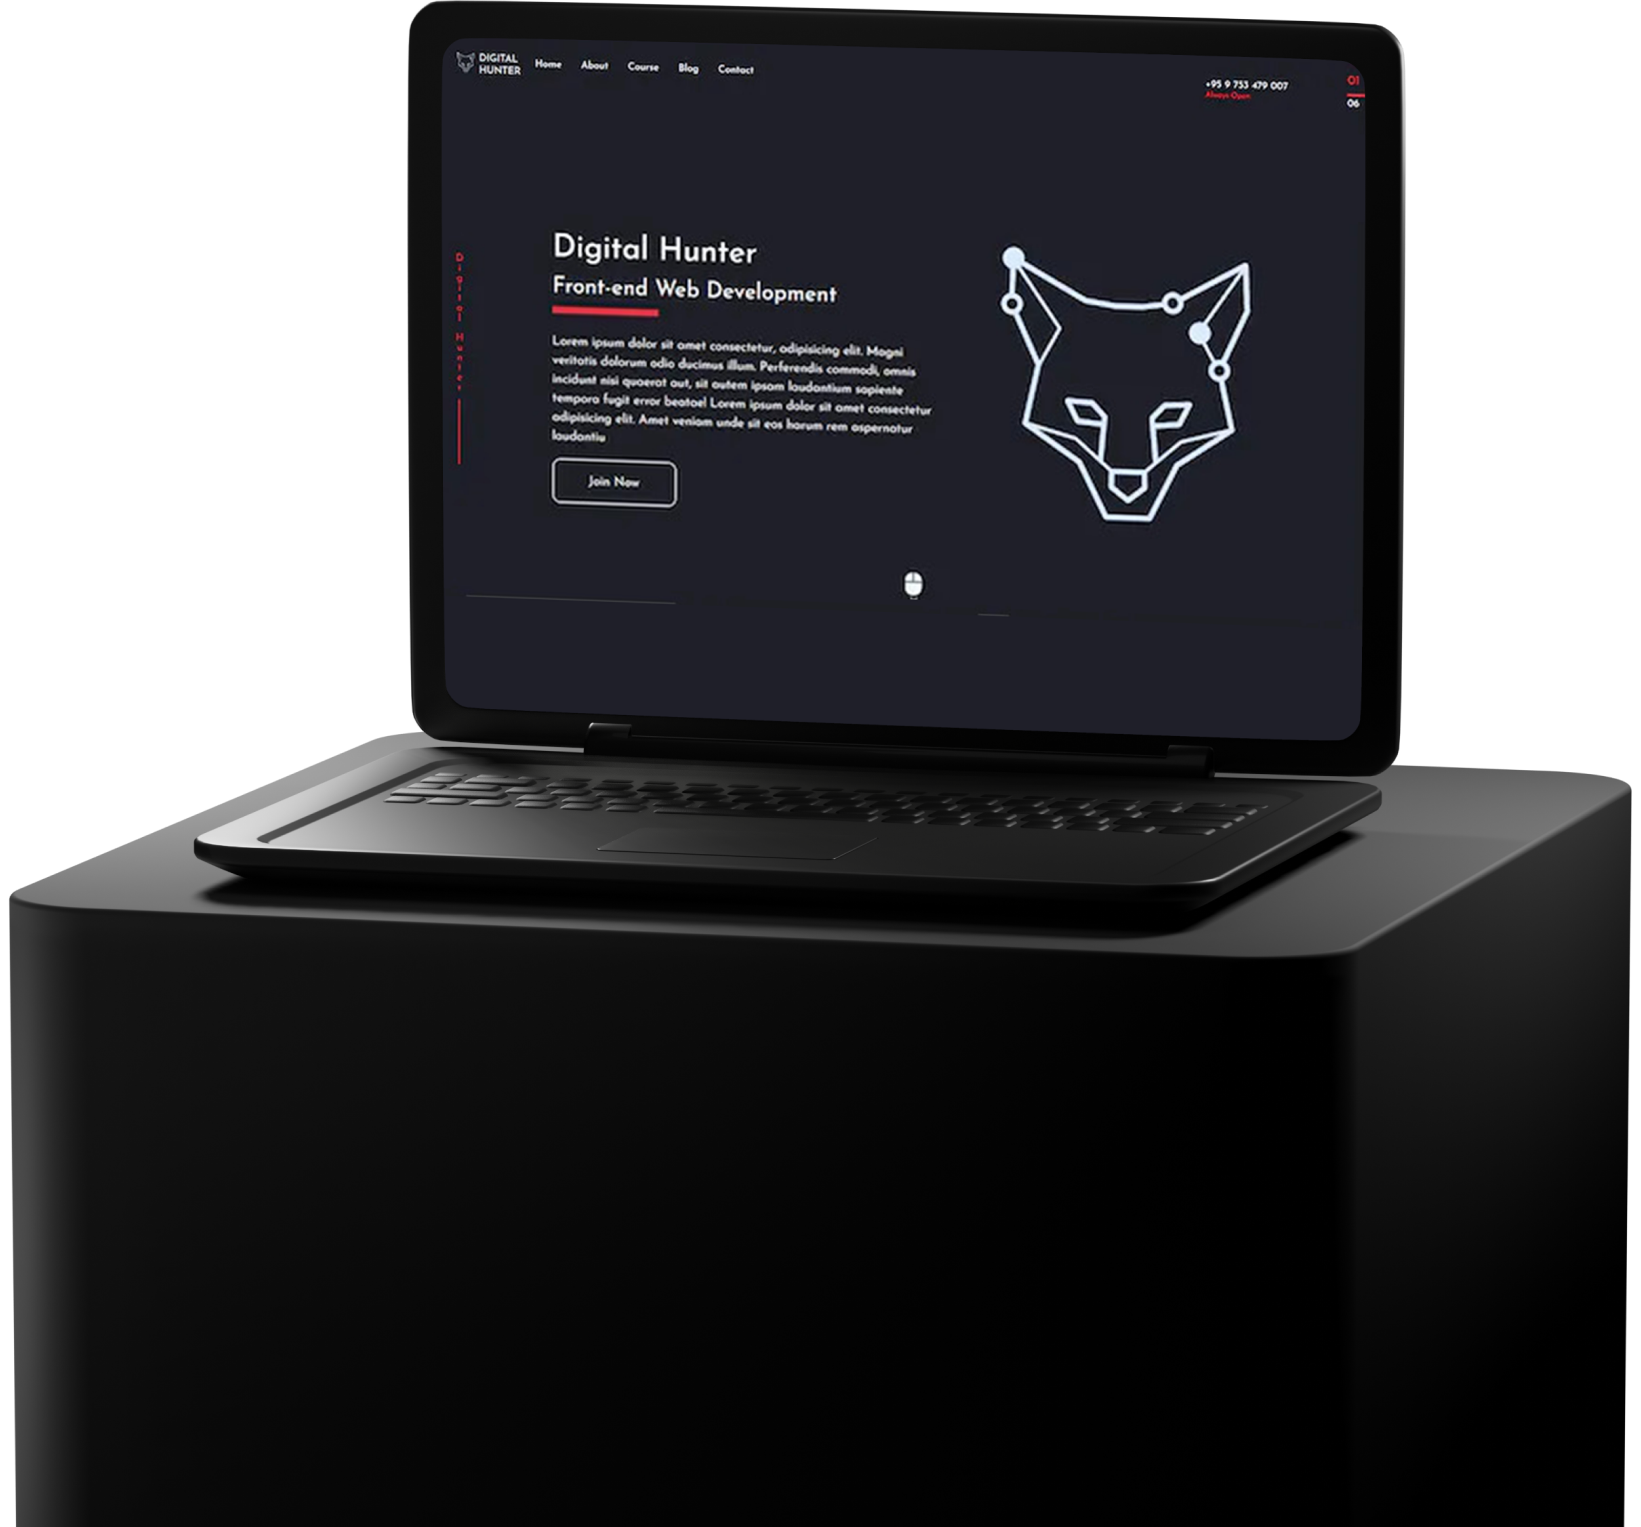 DIGITAL
HUNTER
Home About Course Blog Contact
+95 9 753 479 007
Always Open
01
06
Digital Hunter
Digital Hunter
Front-end Web Development
Lorem ipsum dolor sit amet consectetur, adipisicing elit. Magni
veritatis dolorum odio ducimus illum. Perferendis commodi, omnis
incidunt nisi quaerat aut, sit autem ipsam laudantium sapiente
tempora fugit error beatae! Lorem ipsum dolor sit amet consectetur
adipisicing elit. Amet veniam unde sit eos harum rem aspernatur
laudantiu
Join Now